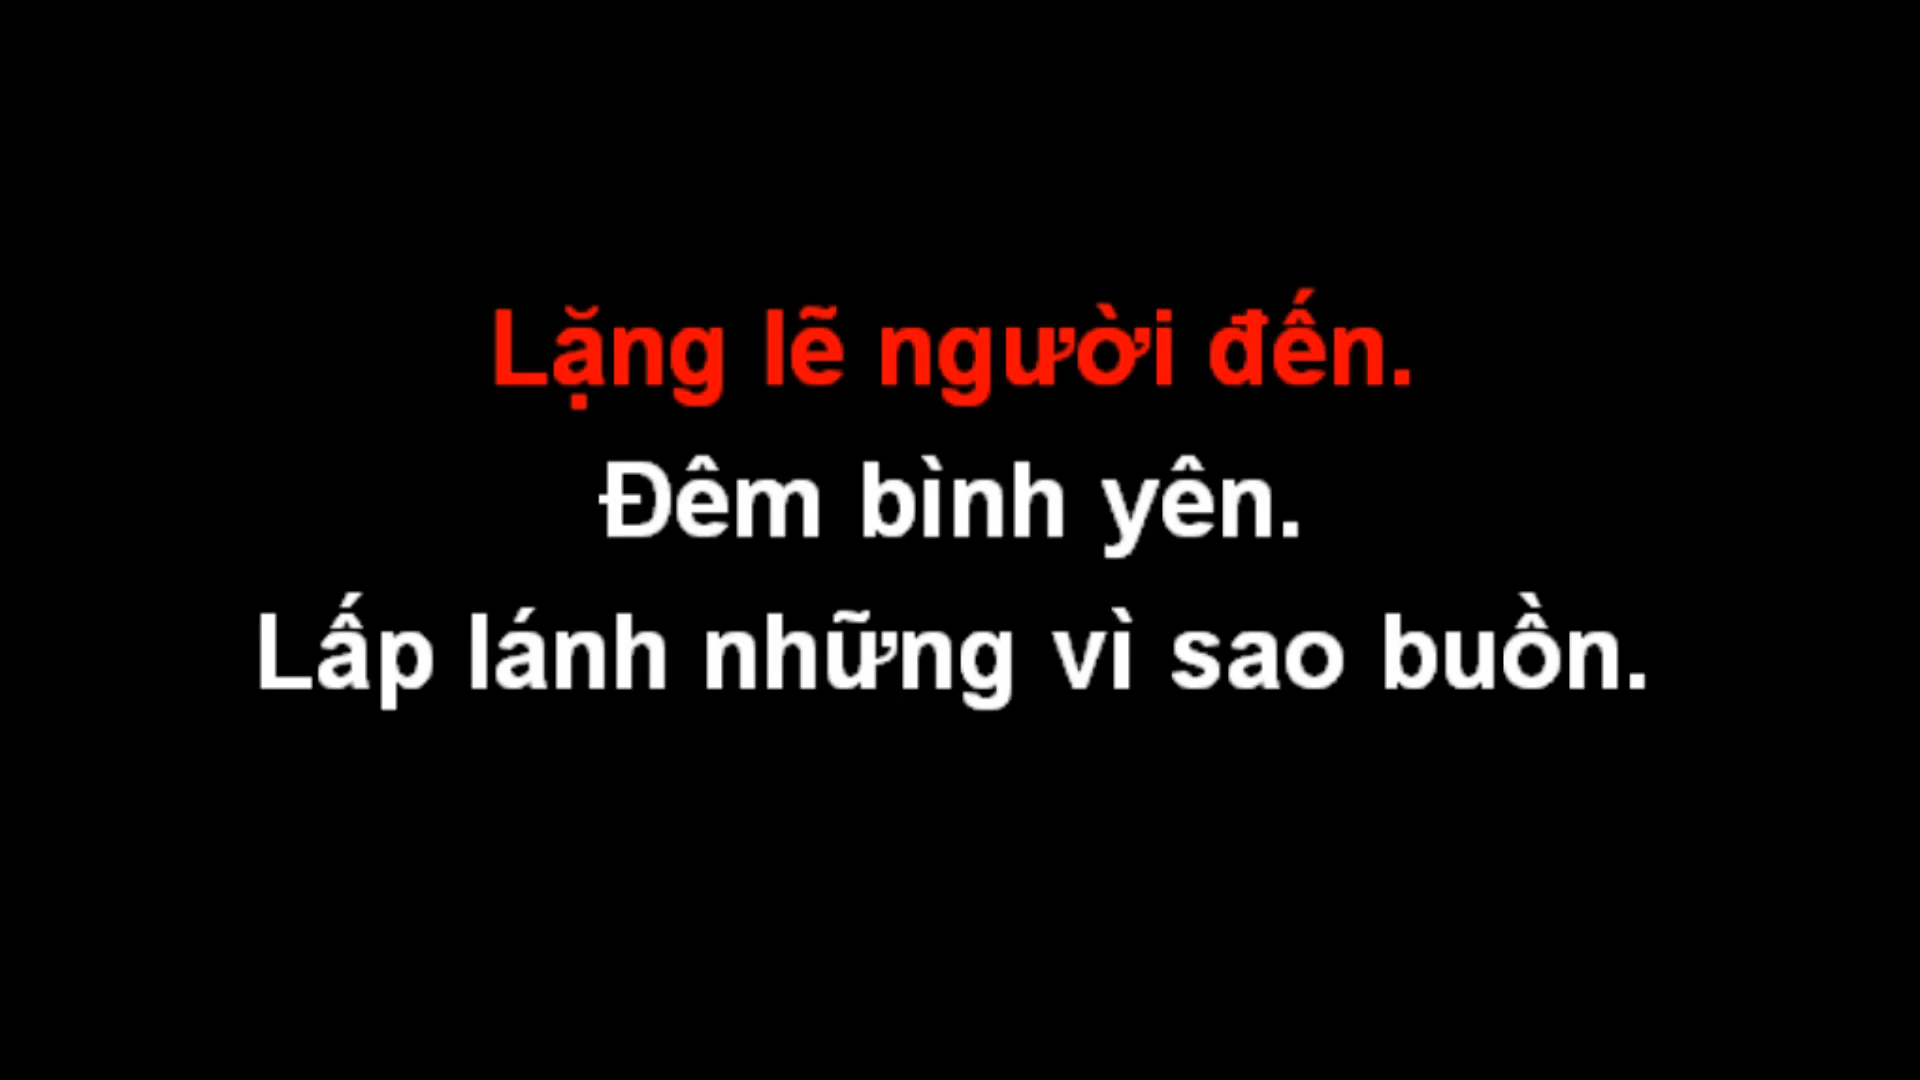 Lặng lẽ người đến.
Đêm bình yên.
Lấp lánh những vì sao buồn.